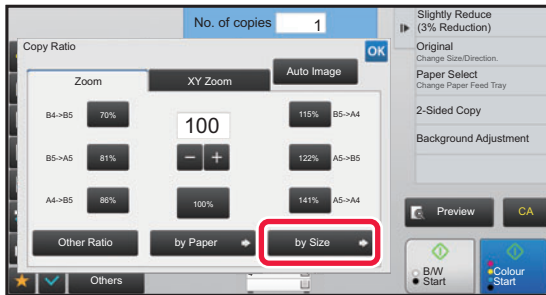 No. of copies 1
Copy Ratio
OK
Zoom
XY Zoom
Auto Image
B4->B5 70%
100
115% B5->A4
B5->A5 81%
− +
122% A5->B5
A4->B5 86%
100%
141% A5->A4
Other Ratio
by Paper
by Size
Others
Slightly Reduce
(3% Reduction)
Original
Change Size/Direction.
Paper Select
Change Paper Feed Tray
2-Sided Copy
Background Adjustment
Preview
CA
B/W
Start
Colour
Start